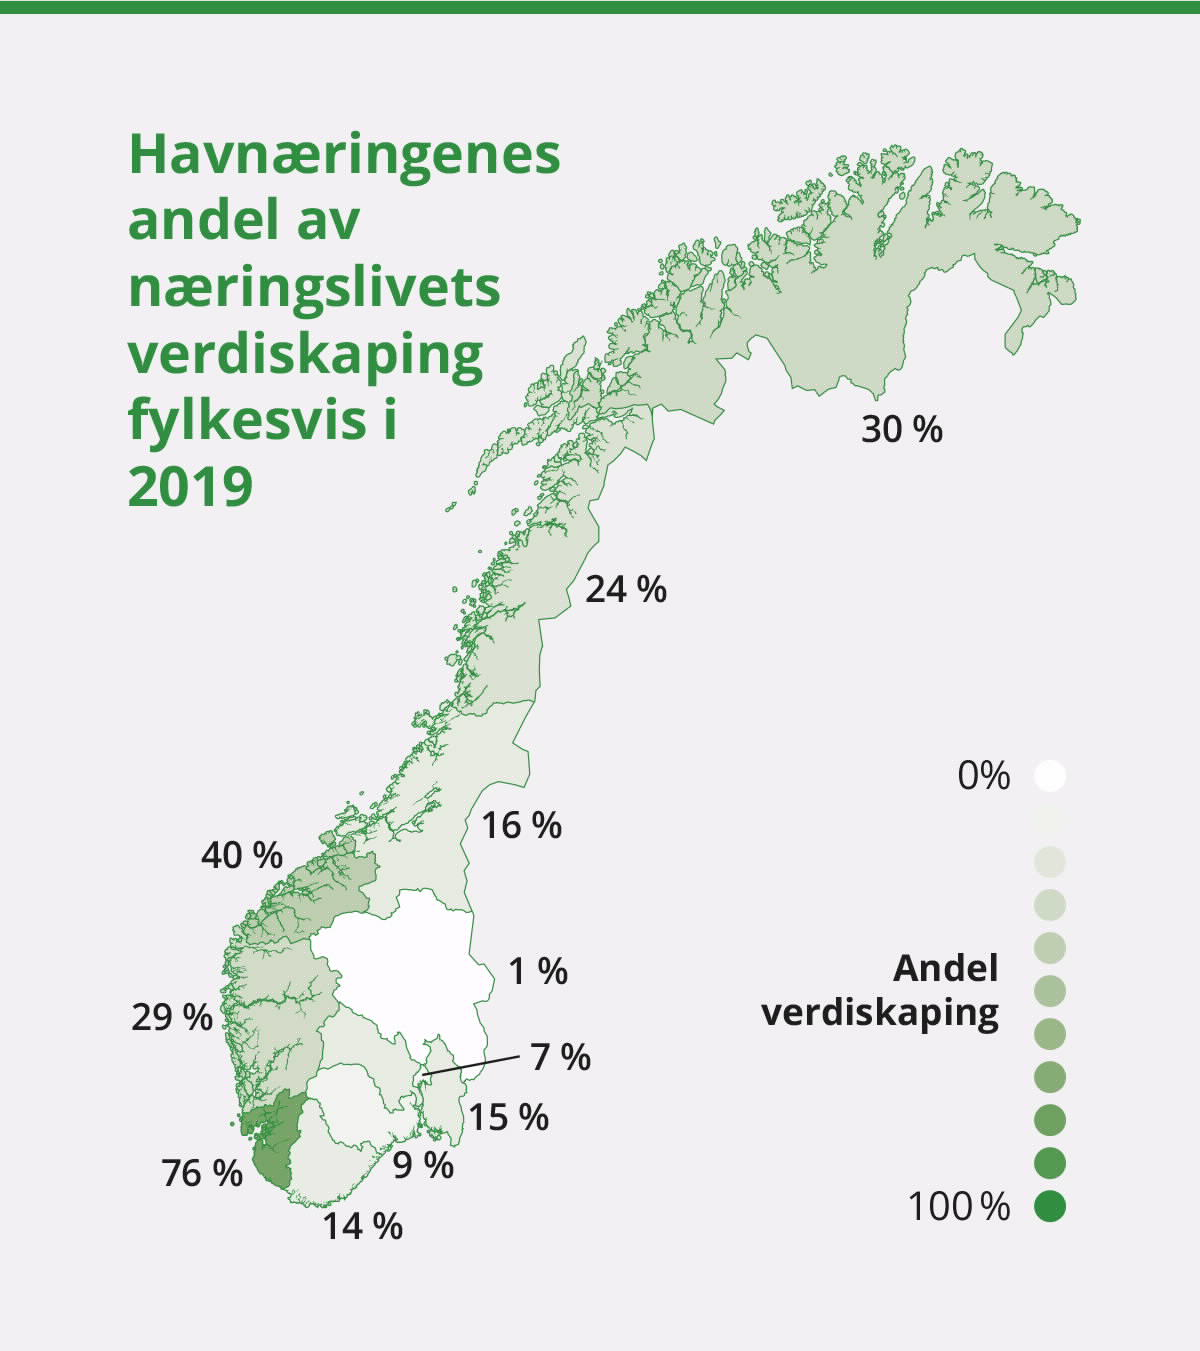 Havnæringenes
andel av
næringslivets
verdiskaping
fylkesvis i
2019
30 %
24 %
16 %
40 %
1 %
29 %
7 %
15 %
9 %
76 %
14 %
0%
Andel
verdiskaping
100 %